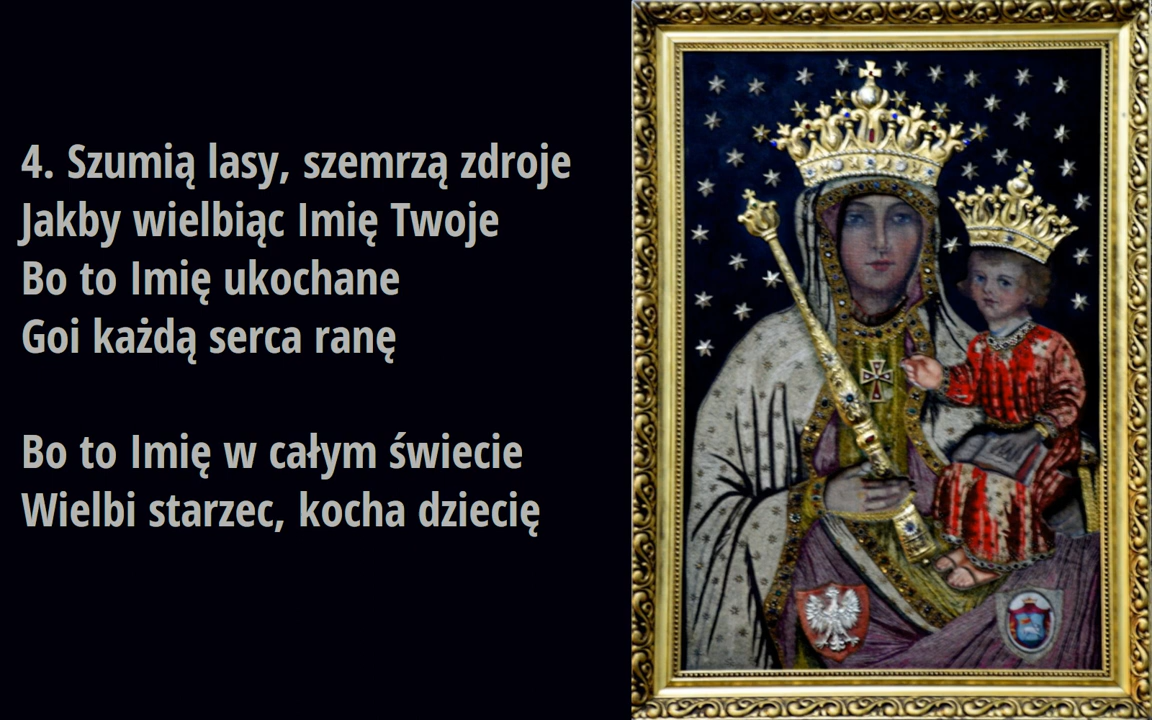 4. Szumią lasy, szemrzą zdroje
Jakby wielbiąc Imię Twoje
Bo to Imię ukochane
Goi każdą serca ranę
Bo to Imię w całym świecie
Wielbi starzec, kocha dziecię